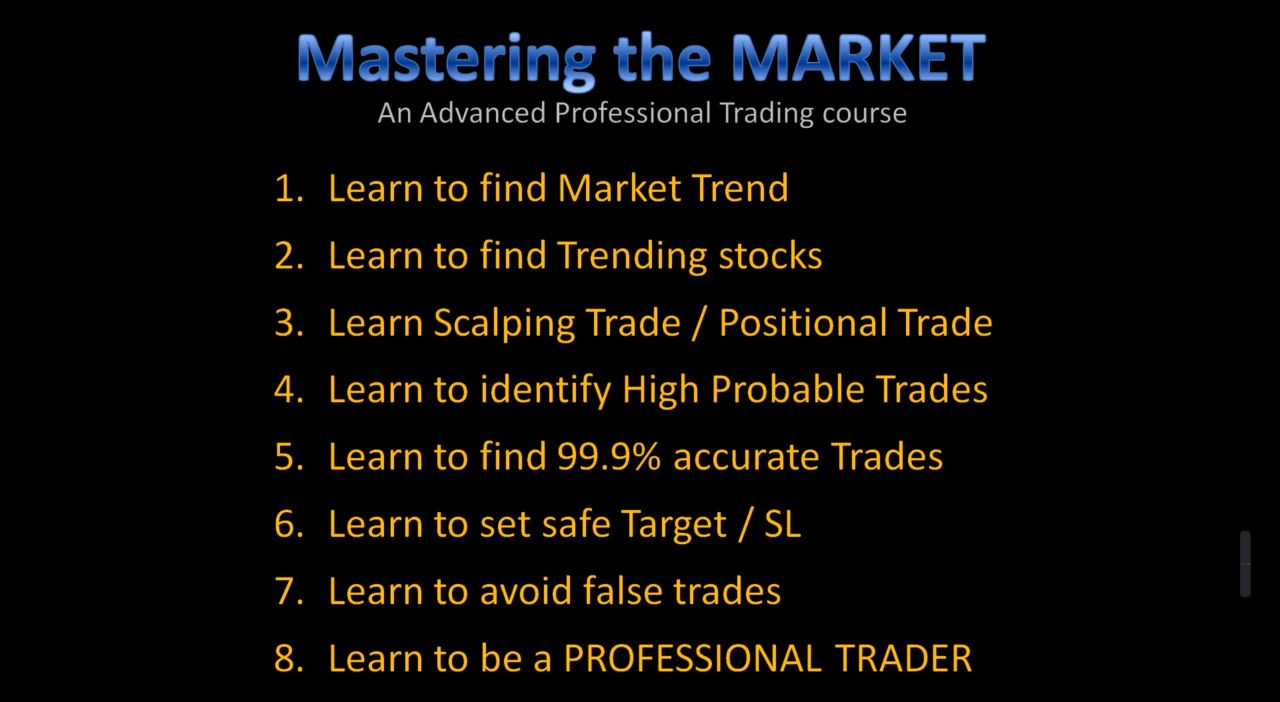 Mastering the MARKET
An Advanced Professional Trading course
1. Learn to find Market Trend
2. Learn to find Trending stocks
3. Learn Scalping Trade / Positional Trade
4. Learn to identify High Probable Trades
5. Learn to find 99.9% accurate Trades
6. Learn to set safe Target / SL
7. Learn to avoid false trades
8. Learn to be a PROFESSIONAL TRADER